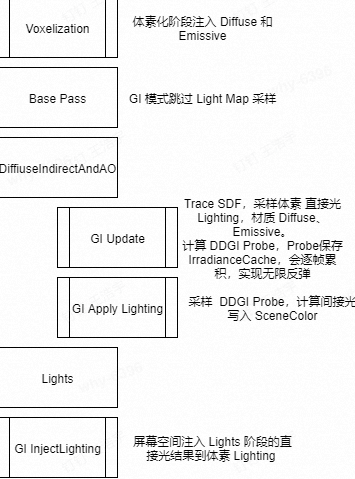 Voxelization
体素化阶段注入 Diffuse 和
Emissive
Base Pass
GI 模式跳过 Light Map 采样
DiffiuseIndirectAndAO
GI Update
Trace SDF，采样体素 直接光
Lighting，材质 Diffuse、
Emissive。
计算 DDGI Probe，Probe保存
IrradianceCache，会逐帧累
积，实现无限反弹
GI Apply Lighting
采样 DDGI Probe，计算间接光
写入 SceneColor
Lights
GI InjectLighting
屏幕空间注入 Lights 阶段的直
接光结果到体素 Lighting